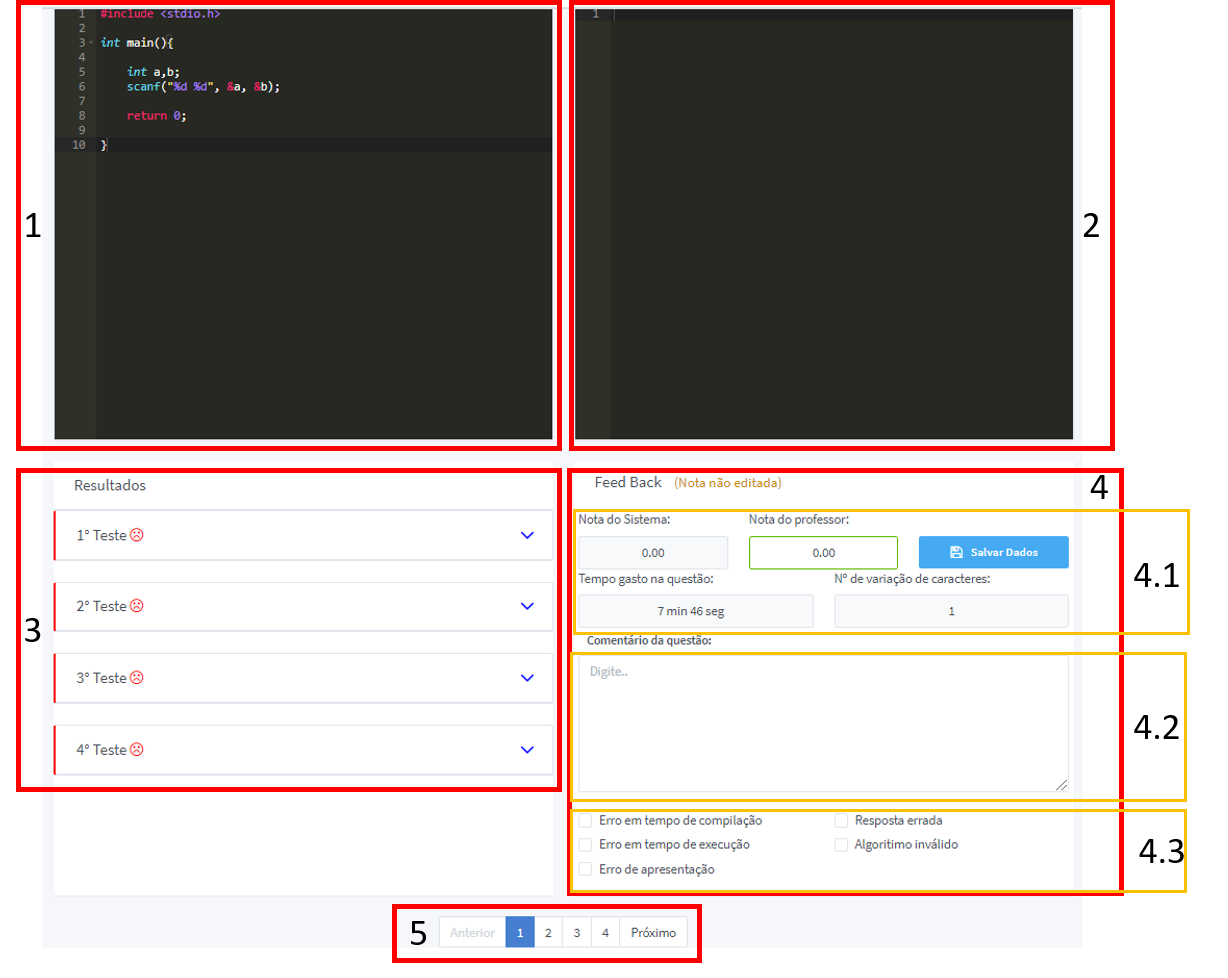 1 #include <stdio.h>
2
3 int main(){
4
5 int a,b;
6 scanf("%d %d", &a, &b);
7
8 return 0;
9
10 }
1
1
2
Resultados
1° Teste
2° Teste
3° Teste
4° Teste
3
Feed Back (Nota não editada)
4
Nota do Sistema: Nota do professor:
0.00 0.00 Salvar Dados
Tempo gasto na questão: N° de variação de caracteres:
7 min 46 seg 1
4.1
Comentário da questão:
Digite..
4.2
Erro em tempo de compilação Resposta errada
Erro em tempo de execução Algoritimo inválido
Erro de apresentação
4.3
5 Anterior 1 2 3 4 Próximo